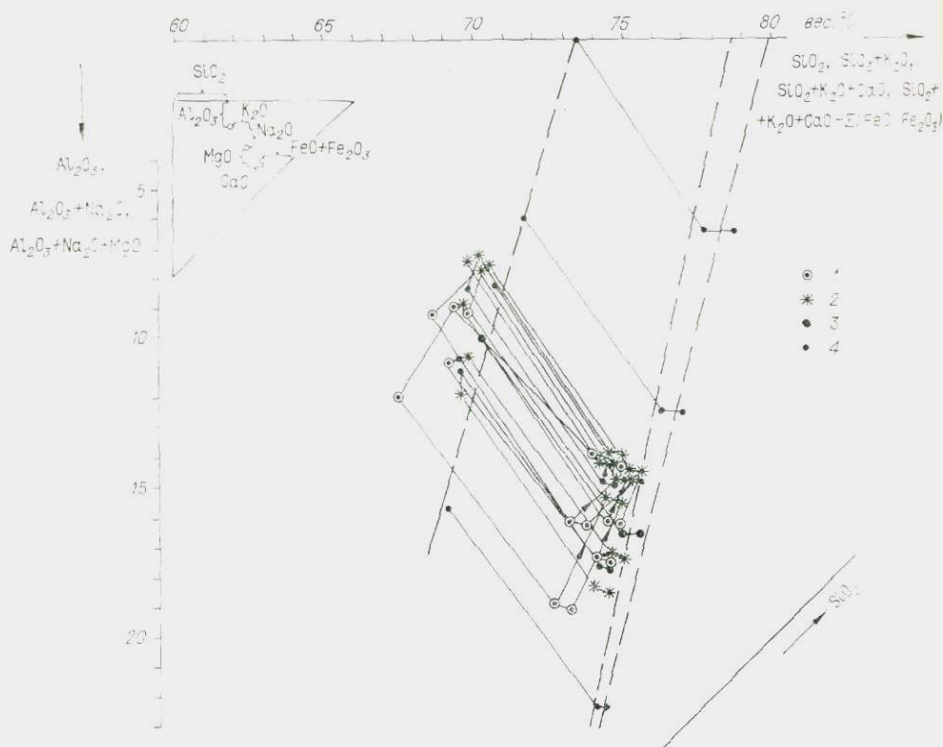 60
70
75
80
вес.%
SiO₂, SiO₂+K₂O,
SiO₂+K₂O+CaO, SiO₂+
+K₂O+CaO+Σ(FeO Fe₂O₃)
SiO₂
Al₂O₃
K₂O
Na₂O
MgO
FeO+Fe₂O₃
CaO
Al₂O₃,
Al₂O₃+Na₂O,
Al₂O₃+Na₂O+MgO
5
10
15
20
1
2
3
4
SiO₂